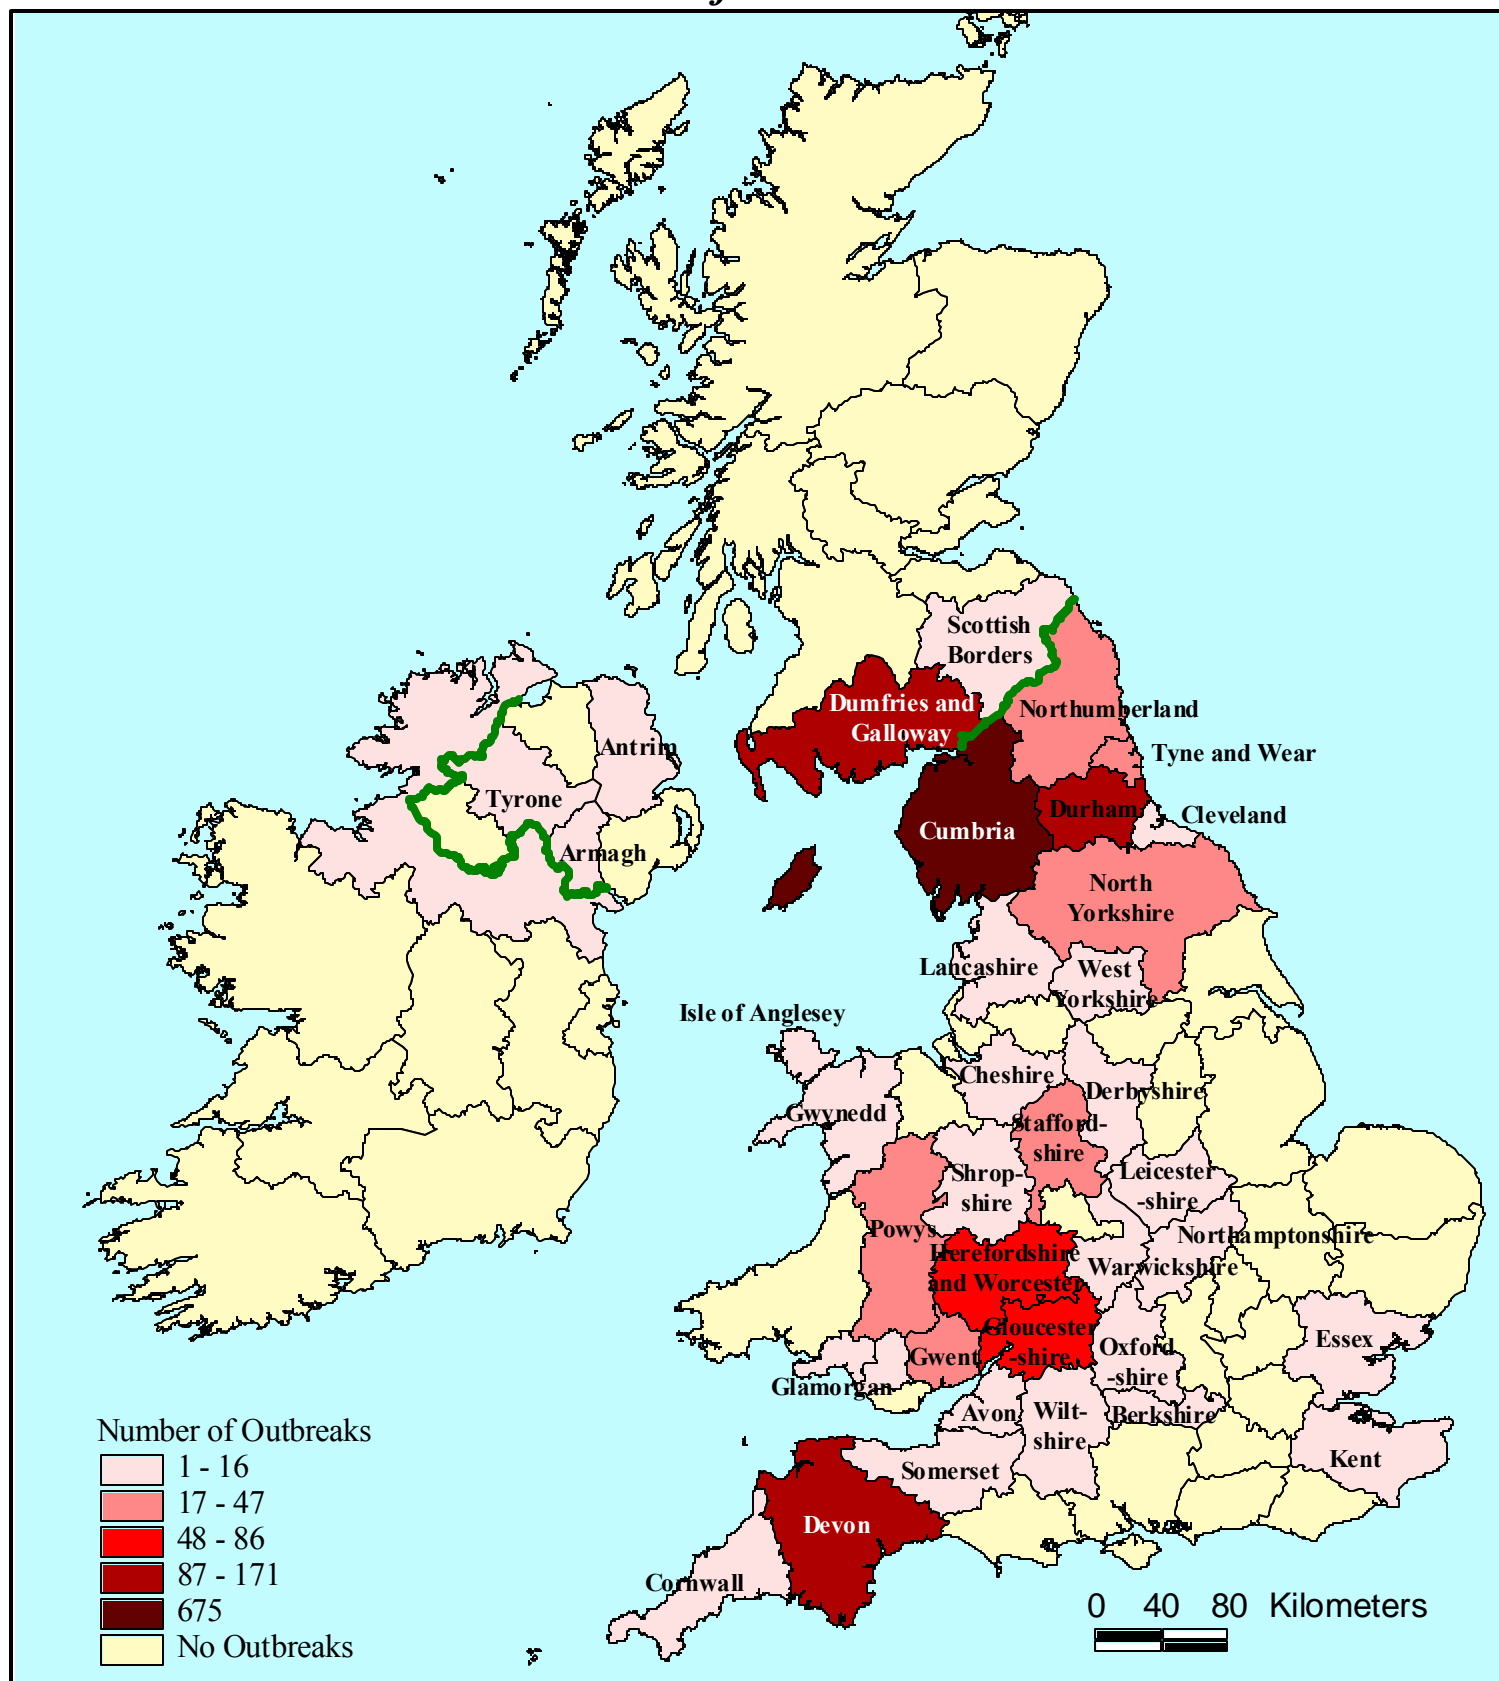 Scottish
Borders
Dumfries and
Galloway
Northumberland
Tyne and Wear
Antrim
Tyrone
Durham
Cleveland
Cumbria
Armagh
North
Yorkshire
Lancashire
West
Yorkshire
Isle of Anglesey
Cheshire
Derbyshire
Gwynedd
Stafford-
shire
Shrop-
shire
Leicester
-shire
Powys
Northamptonshire
Herefordshire
and Worcester
Warwickshire
Gloucester
-shire
Essex
Oxford
-shire
Gwent
Glamorgan
Avon
Wilt-
shire
Berkshire
Kent
Somerset
Devon
Cornwall
Number of Outbreaks
1 - 16
17 - 47
48 - 86
87 - 171
675
No Outbreaks
0 40 80 Kilometers